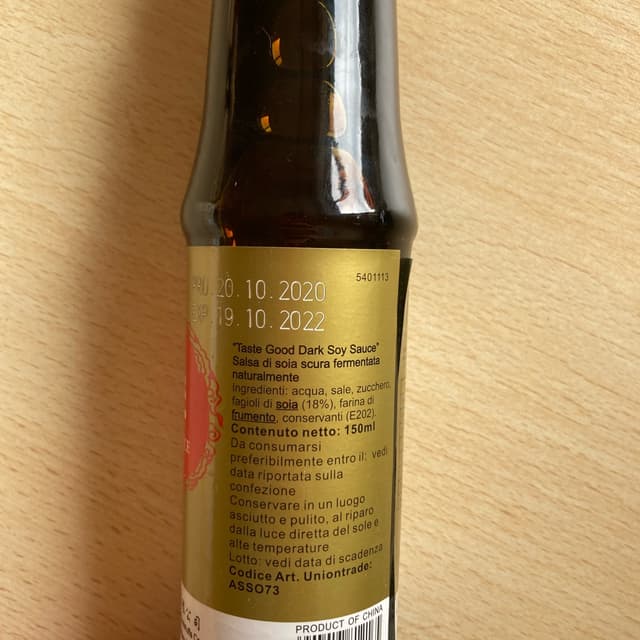 5401113
PRO. 20.10.2020
EXP. 19.10.2022
"Taste Good Dark Soy Sauce"
Salsa di soia scura fermentata
naturalmente
Ingredienti: acqua, sale, zucchero,
fagioli di soia (18%), farina di
frumento, conservanti (E202).
Contenuto netto: 150ml
Da consumarsi
preferibilmente entro il: vedi
data riportata sulla
confezione
Conservare in un luogo
asciutto e pulito, al riparo
dalla luce diretta del sole e
alte temperature
Lotto: vedi data di scadenza
Codice Art. Uniontrade:
ASSO73
PRODUCT OF CHINA